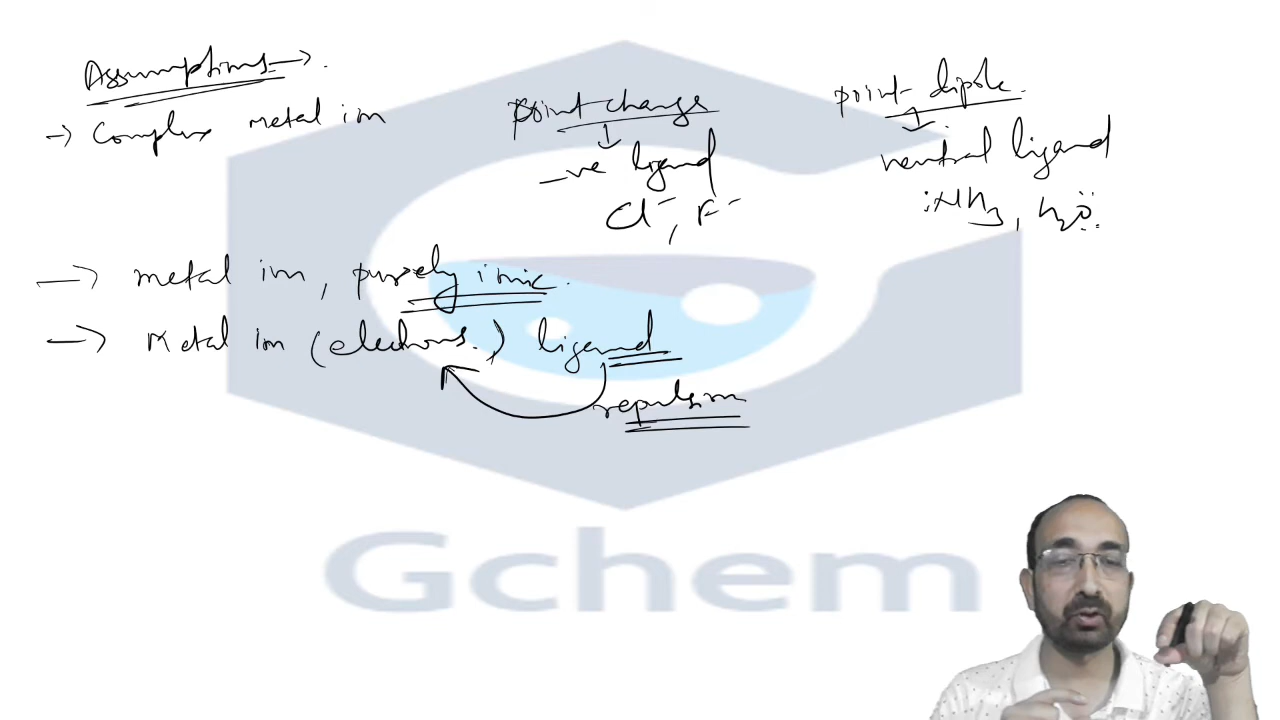 Assumptions →.
→ Complex metal ion
point charge
↓
-ve ligand
Cl⁻, F⁻
point dipole
↓
neutral ligand
:NH₃, H₂Ö:
→ metal ion, purely ionic.
→ Metal ion (electrons.) ligand
repulsion
Gchem